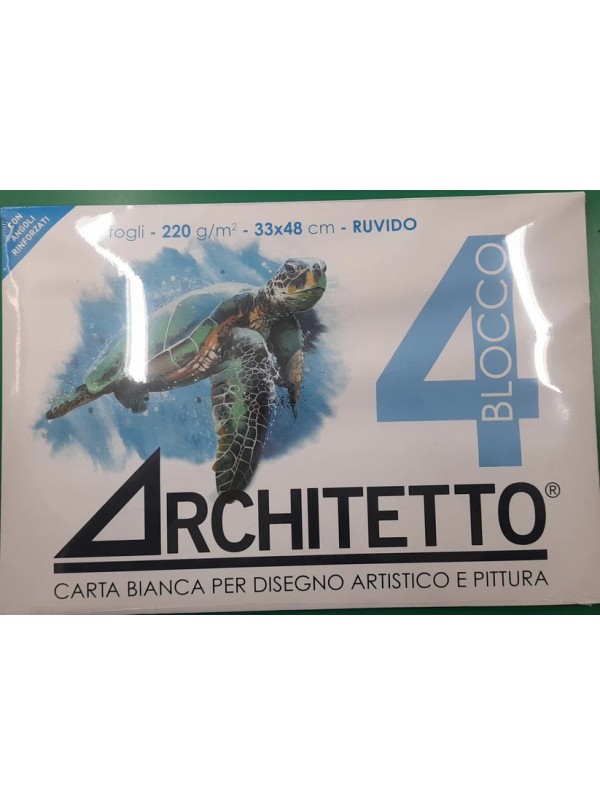 CON
ANGOLI
RINFORZATI
fogli - 220 g/m² - 33x48 cm - RUVIDO
4
BLOCCO
ARCHITETTO®
CARTA BIANCA PER DISEGNO ARTISTICO E PITTURA